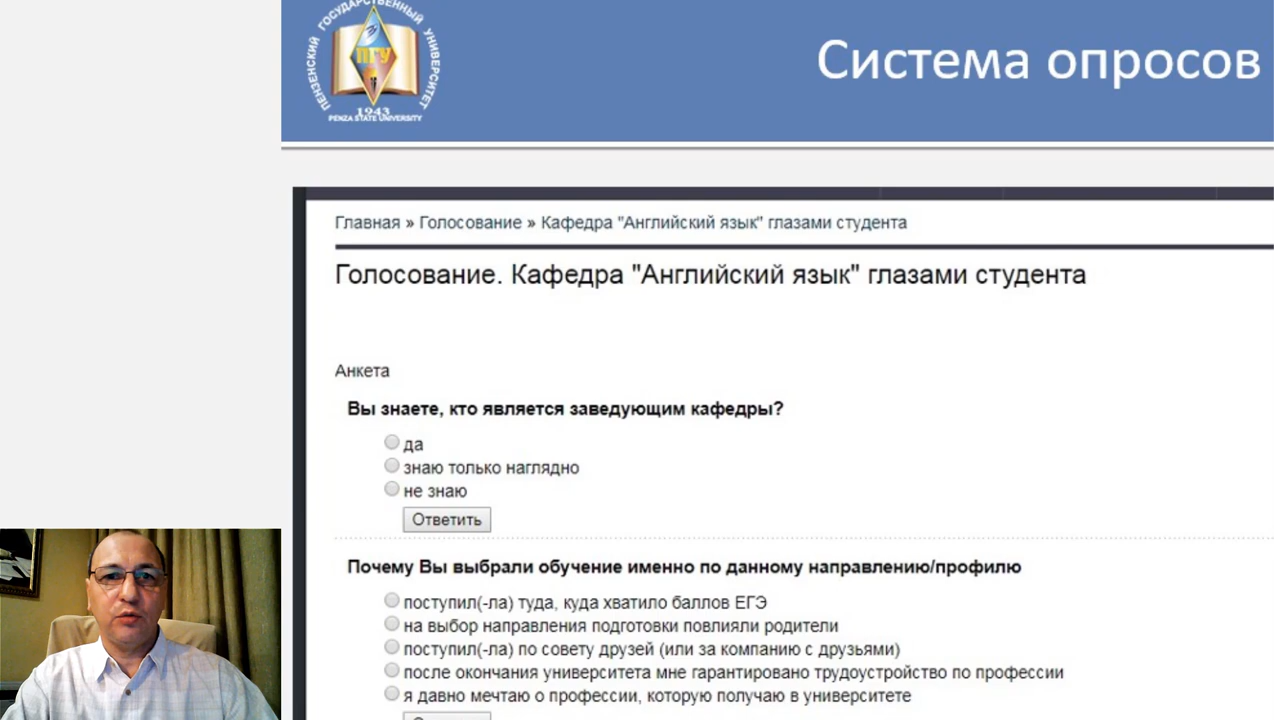 ПЕНЗЕНСКИЙ ГОСУДАРСТВЕННЫЙ УНИВЕРСИТЕТ
ПГУ
1943
PENZA STATE UNIVERSITY
Система опросов
Главная » Голосование » Кафедра "Английский язык" глазами студента
Голосование. Кафедра "Английский язык" глазами студента
Анкета
Вы знаете, кто является заведующим кафедры?
да
знаю только наглядно
не знаю
Ответить
Почему Вы выбрали обучение именно по данному направлению/профилю
поступил(-ла) туда, куда хватило баллов ЕГЭ
на выбор направления подготовки повлияли родители
поступил(-ла) по совету друзей (или за компанию с друзьями)
после окончания университета мне гарантировано трудоустройство по профессии
я давно мечтаю о профессии, которую получаю в университете